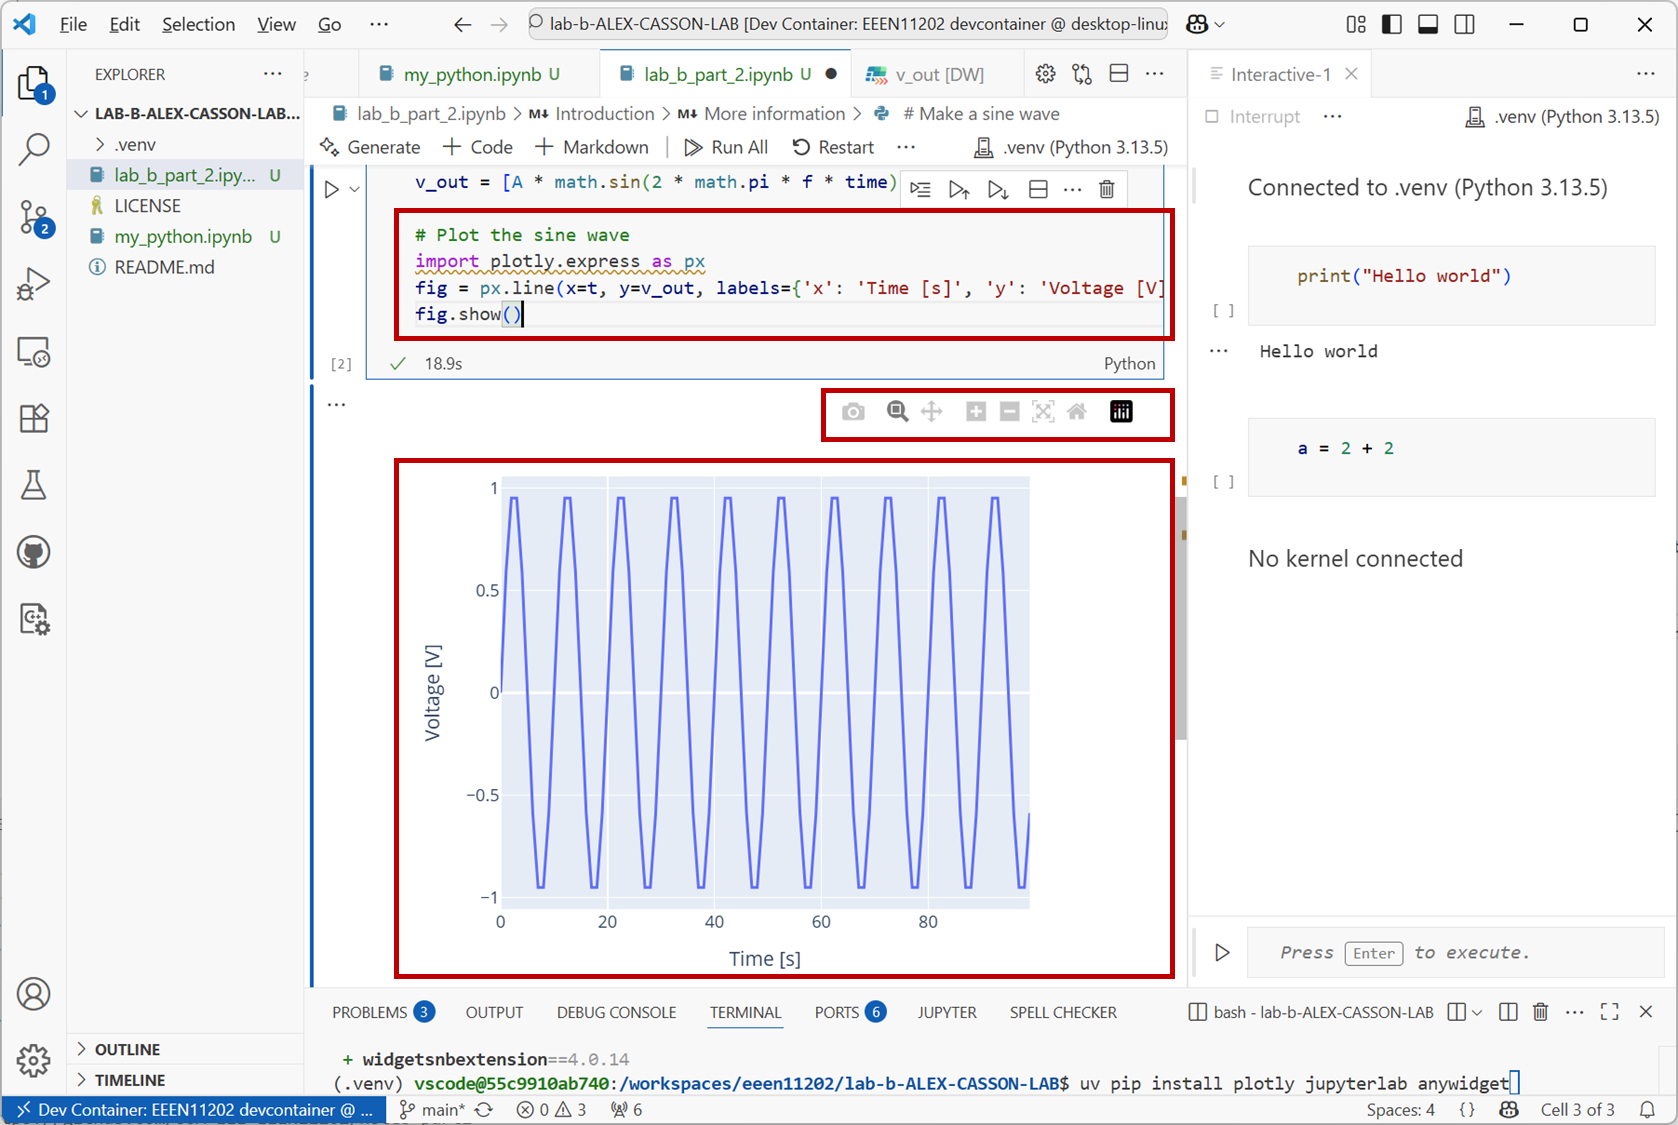 File Edit Selection View Go ··· lab-b-ALEX-CASSON-LAB [Dev Container: EEEN11202 devcontainer @ desktop-linux
EXPLORER ···
LAB-B-ALEX-CASSON-LAB...
.venv
lab_b_part_2.ipy... U
LICENSE
my_python.ipynb U
README.md
OUTLINE
TIMELINE
1
2
my_python.ipynb U lab_b_part_2.ipynb U v_out [DW] ···
lab_b_part_2.ipynb > M↓ Introduction > M↓ More information > # Make a sine wave
Generate + Code + Markdown Run All Restart ··· .venv (Python 3.13.5)
v_out = [A * math.sin(2 * math.pi * f * time)
# Plot the sine wave
import plotly.express as px
fig = px.line(x=t, y=v_out, labels={'x': 'Time [s]', 'y': 'Voltage [V]
fig.show()
[2] 18.9s Python
···
1
0.5
0
−0.5
−1
Voltage [V]
0 20 40 60 80
Time [s]
Interactive-1 ···
Interrupt ··· .venv (Python 3.13.5)
Connected to .venv (Python 3.13.5)
print("Hello world")
[ ]
··· Hello world
a = 2 + 2
[ ]
No kernel connected
Press Enter to execute.
PROBLEMS 3 OUTPUT DEBUG CONSOLE TERMINAL PORTS 6 JUPYTER SPELL CHECKER bash - lab-b-ALEX-CASSON-LAB ···
+ widgetsnbextension==4.0.14
(.venv) vscode@55c9910ab740:/workspaces/eeen11202/lab-b-ALEX-CASSON-LAB$ uv pip install plotly jupyterlab anywidget
Dev Container: EEEN11202 devcontainer @ ... main* 0 3 6 Spaces: 4 {} Cell 3 of 3